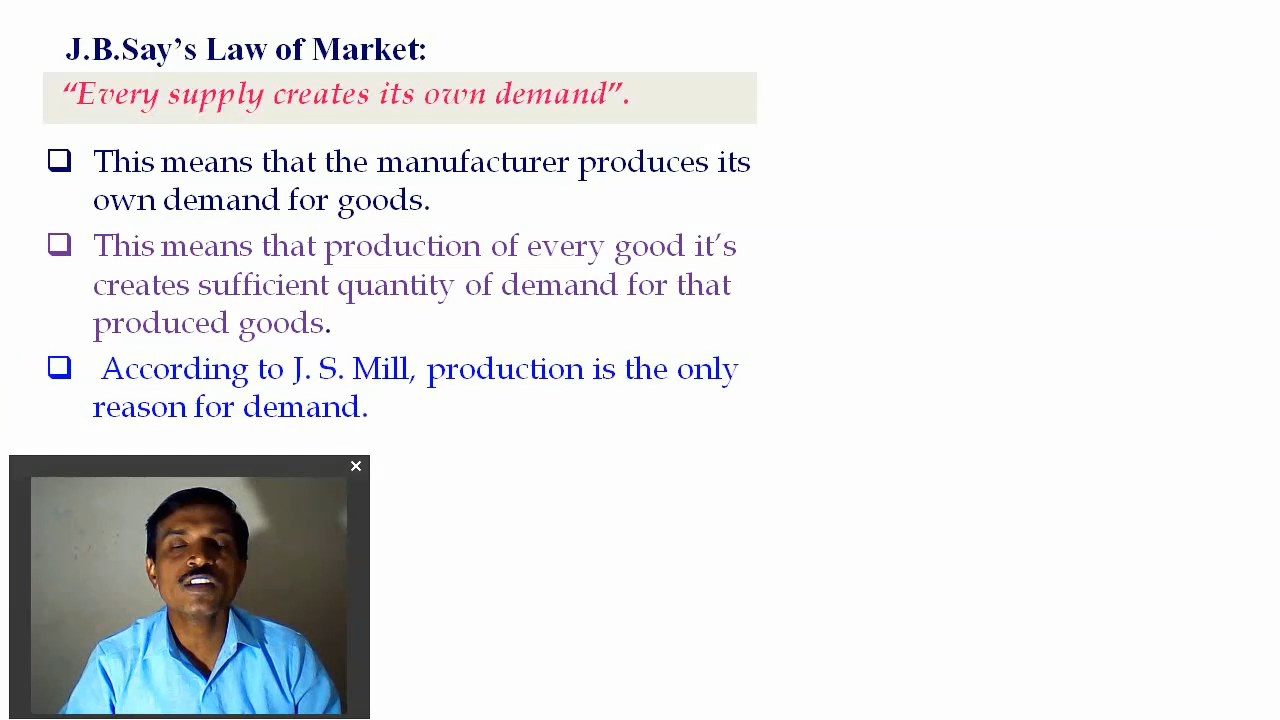 J.B.Say’s Law of Market:
“Every supply creates its own demand”.
This means that the manufacturer produces its
own demand for goods.
This means that production of every good it’s
creates sufficient quantity of demand for that
produced goods.
According to J. S. Mill, production is the only
reason for demand.